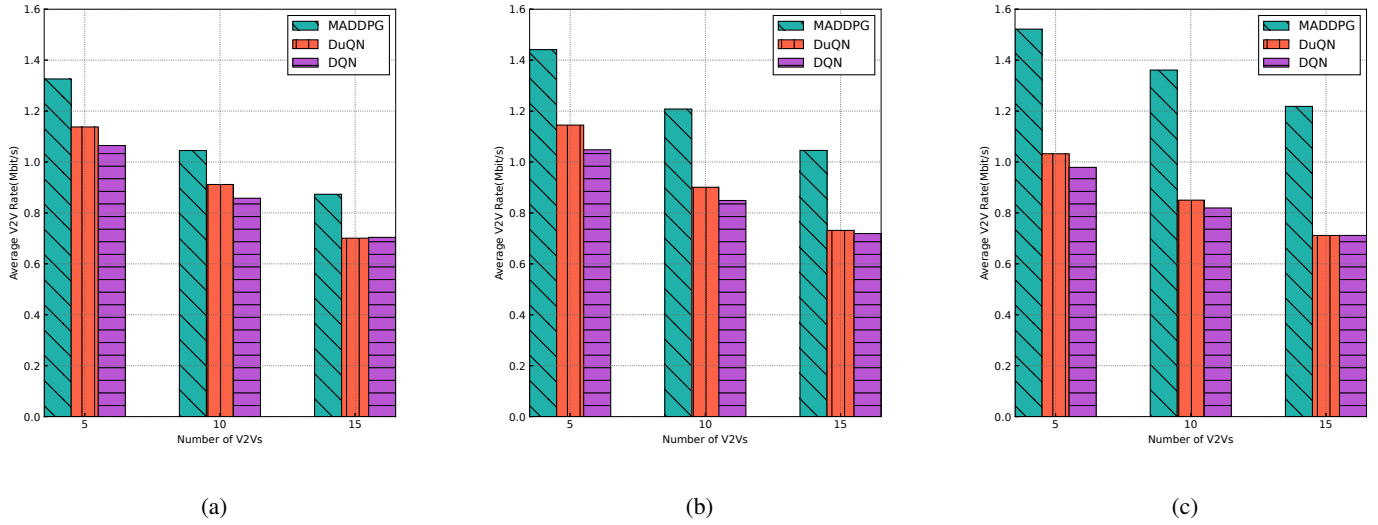 1.6
1.4
1.2
1.0
0.8
0.6
0.4
0.2
0.0
Average V2V Rate(Mbit/s)
MADDPG
DuQN
DQN
5
10
15
Number of V2Vs
(a)
1.6
1.4
1.2
1.0
0.8
0.6
0.4
0.2
0.0
Average V2V Rate(Mbit/s)
MADDPG
DuQN
DQN
5
10
15
Number of V2Vs
(b)
1.6
1.4
1.2
1.0
0.8
0.6
0.4
0.2
0.0
Average V2V Rate(Mbit/s)
MADDPG
DuQN
DQN
5
10
15
Number of V2Vs
(c)